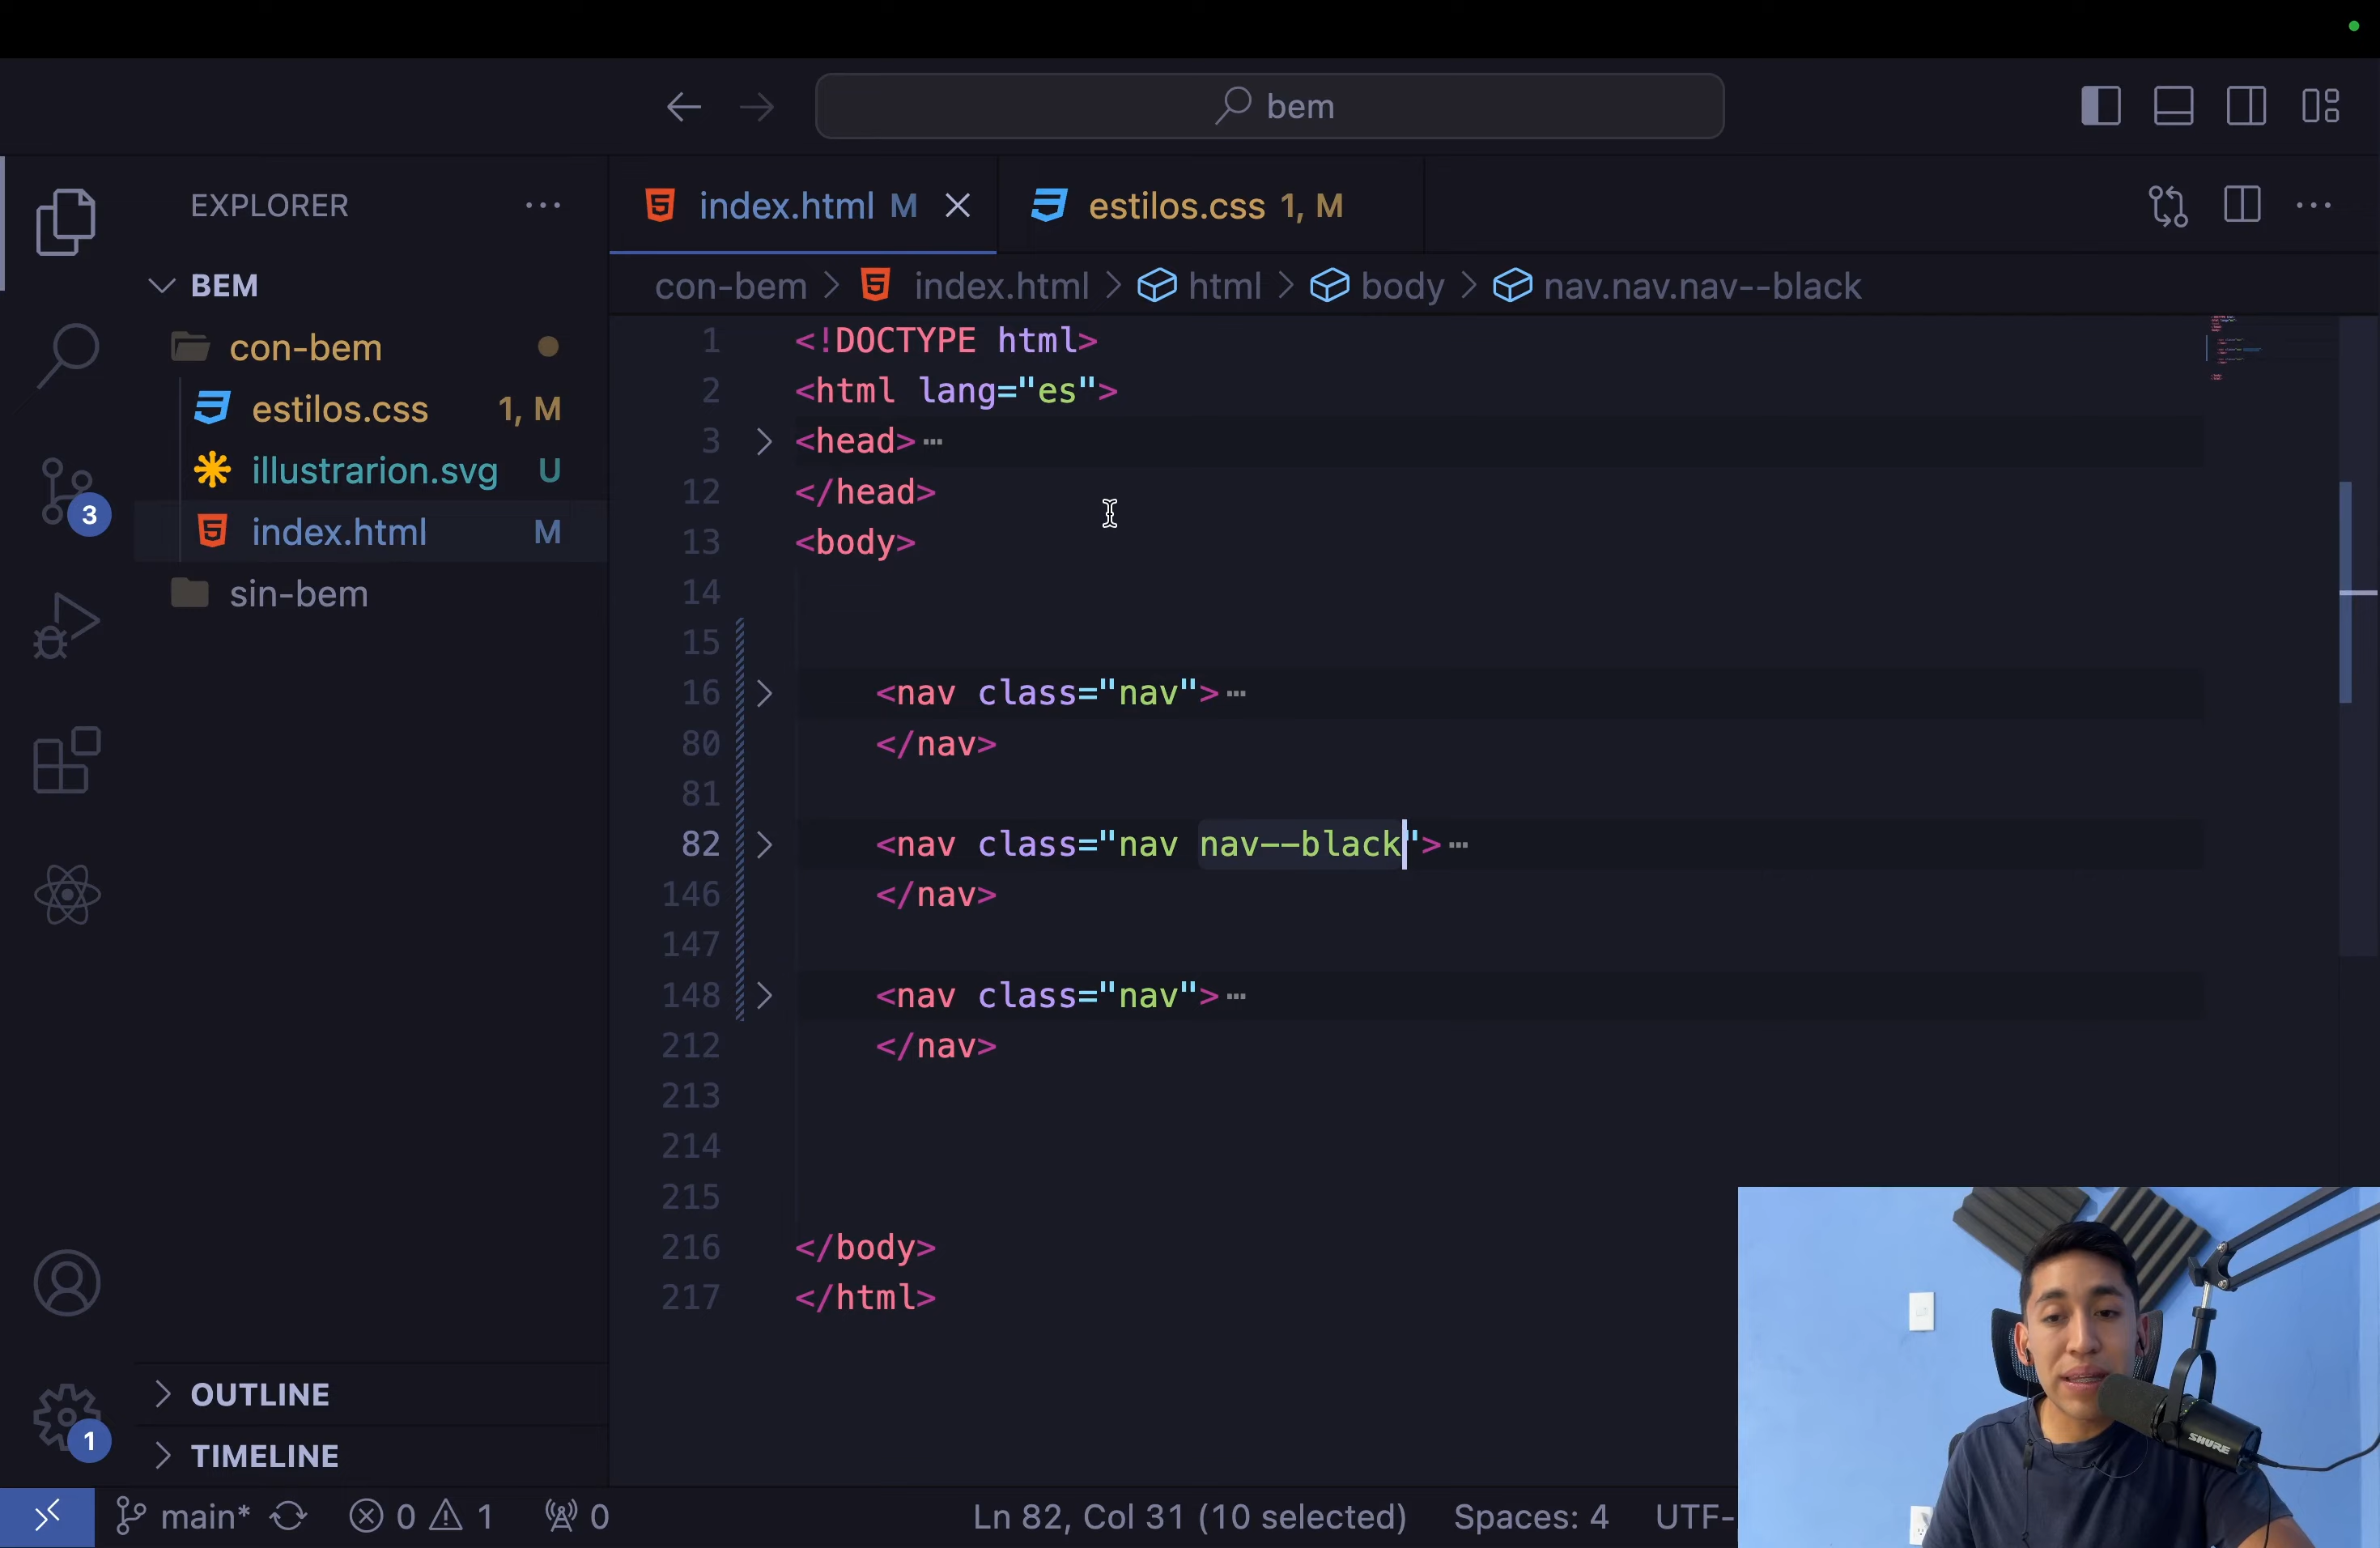 bem
EXPLORER
BEM
con-bem
estilos.css 1, M
illustrarion.svg U
index.html M
sin-bem
index.html M
estilos.css 1, M
con-bem > index.html > html > body > nav.nav.nav--black
1 <!DOCTYPE html>
2 <html lang="es">
3 <head>
12 </head>
13 <body>
14
15
16 <nav class="nav">
80 </nav>
81
82 <nav class="nav nav--black">
146 </nav>
147
148 <nav class="nav">
212 </nav>
213
214
215
216 </body>
217 </html>
3
1
OUTLINE
TIMELINE
main* 0 1 0 Ln 82, Col 31 (10 selected) Spaces: 4 UTF-
SHURE